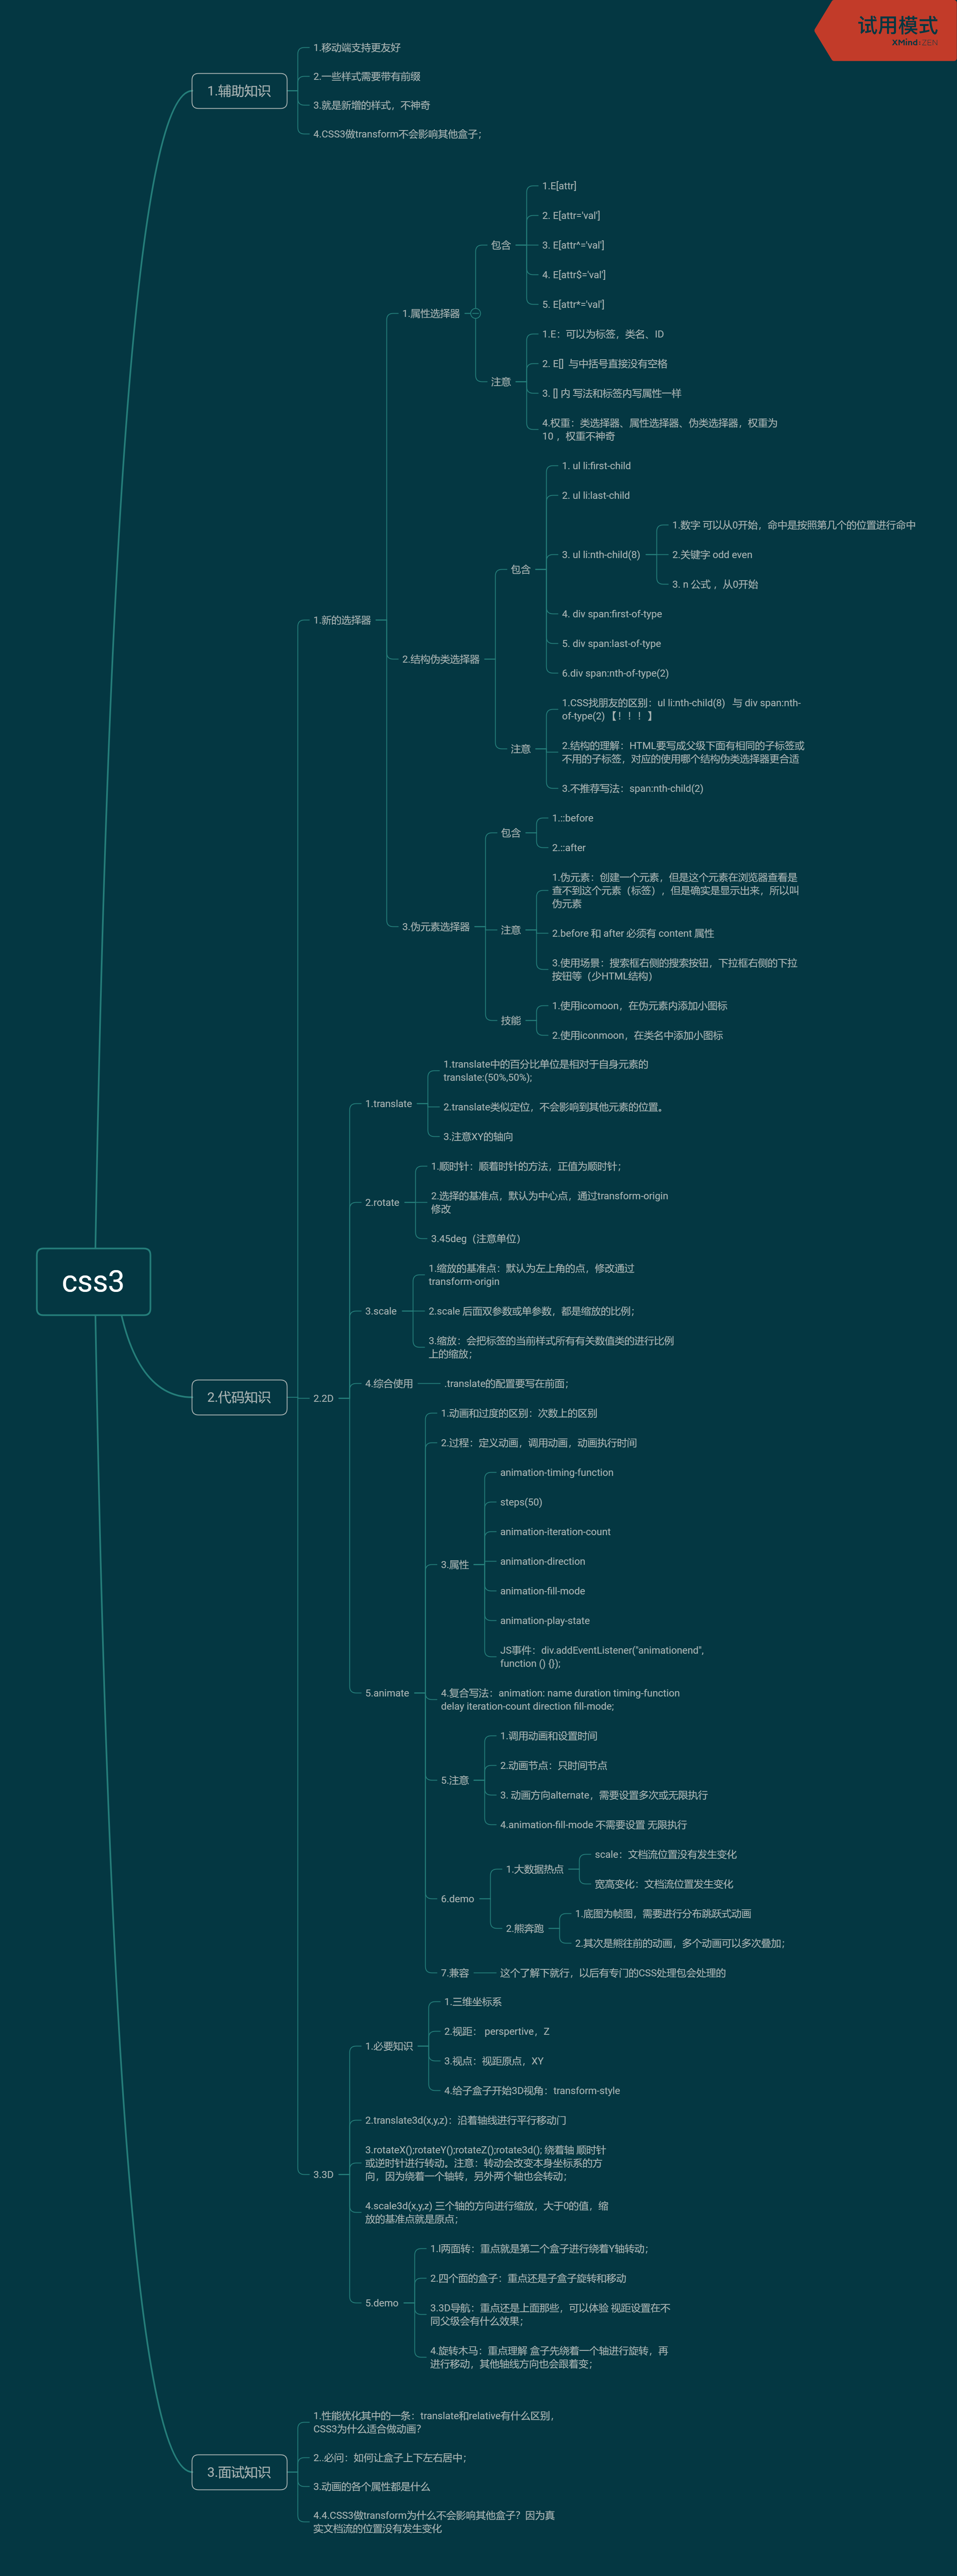 试用模式
XMind:ZEN
css3
1.辅助知识
1.移动端支持更友好
2.一些样式需要带有前缀
3.就是新增的样式，不神奇
4.CSS3做transform不会影响其他盒子；
2.代码知识
1.新的选择器
1.属性选择器
包含
1.E[attr]
2. E[attr='val']
3. E[attr^='val']
4. E[attr$='val']
5. E[attr*='val']
注意
1.E：可以为标签，类名、ID
2. E[] 与中括号直接没有空格
3. [] 内 写法和标签内写属性一样
4.权重：类选择器、属性选择器、伪类选择器，权重为
10 ，权重不神奇
2.结构伪类选择器
包含
1. ul li:first-child
2. ul li:last-child
3. ul li:nth-child(8)
1.数字 可以从0开始，命中是按照第几个的位置进行命中
2.关键字 odd even
3. n 公式 ，从0开始
4. div span:first-of-type
5. div span:last-of-type
6.div span:nth-of-type(2)
注意
1.CSS找朋友的区别：ul li:nth-child(8) 与 div span:nth-
of-type(2)【！！！】
2.结构的理解：HTML要写成父级下面有相同的子标签或
不用的子标签，对应的使用哪个结构伪类选择器更合适
3.不推荐写法：span:nth-child(2)
3.伪元素选择器
包含
1.::before
2.::after
注意
1.伪元素：创建一个元素，但是这个元素在浏览器查看是
查不到这个元素（标签），但是确实是显示出来，所以叫
伪元素
2.before 和 after 必须有 content 属性
3.使用场景：搜索框右侧的搜索按钮，下拉框右侧的下拉
按钮等（少HTML结构）
技能
1.使用icomoon，在伪元素内添加小图标
2.使用iconmoon，在类名中添加小图标
2.2D
1.translate
1.translate中的百分比单位是相对于自身元素的
translate:(50%,50%);
2.translate类似定位，不会影响到其他元素的位置。
3.注意XY的轴向
2.rotate
1.顺时针：顺着时针的方法，正值为顺时针；
2.选择的基准点，默认为中心点，通过transform-origin
修改
3.45deg（注意单位）
3.scale
1.缩放的基准点：默认为左上角的点，修改通过
transform-origin
2.scale 后面双参数或单参数，都是缩放的比例；
3.缩放：会把标签的当前样式所有有关数值类的进行比例
上的缩放；
4.综合使用
.translate的配置要写在前面；
5.animate
1.动画和过度的区别：次数上的区别
2.过程：定义动画，调用动画，动画执行时间
3.属性
animation-timing-function
steps(50)
animation-iteration-count
animation-direction
animation-fill-mode
animation-play-state
JS事件：div.addEventListener("animationend",
function () {});
4.复合写法：animation: name duration timing-function
delay iteration-count direction fill-mode;
5.注意
1.调用动画和设置时间
2.动画节点：只时间节点
3. 动画方向alternate，需要设置多次或无限执行
4.animation-fill-mode 不需要设置 无限执行
6.demo
1.大数据热点
scale：文档流位置没有发生变化
宽高变化：文档流位置发生变化
2.熊奔跑
1.底图为帧图，需要进行分布跳跃式动画
2.其次是熊往前的动画，多个动画可以多次叠加；
7.兼容
这个了解下就行，以后有专门的CSS处理包会处理的
3.3D
1.必要知识
1.三维坐标系
2.视距： perspertive，Z
3.视点：视距原点，XY
4.给子盒子开始3D视角：transform-style
2.translate3d(x,y,z)：沿着轴线进行平行移动门
3.rotateX();rotateY();rotateZ();rotate3d(); 绕着轴 顺时针
或逆时针进行转动。注意：转动会改变本身坐标系的方
向，因为绕着一个轴转，另外两个轴也会转动；
4.scale3d(x,y,z) 三个轴的方向进行缩放，大于0的值，缩
放的基准点就是原点；
5.demo
1.l两面转：重点就是第二个盒子进行绕着Y轴转动；
2.四个面的盒子：重点还是子盒子旋转和移动
3.3D导航：重点还是上面那些，可以体验 视距设置在不
同父级会有什么效果；
4.旋转木马：重点理解 盒子先绕着一个轴进行旋转，再
进行移动，其他轴线方向也会跟着变；
3.面试知识
1.性能优化其中的一条：translate和relative有什么区别，
CSS3为什么适合做动画？
2..必问：如何让盒子上下左右居中；
3.动画的各个属性都是什么
4.4.CSS3做transform为什么不会影响其他盒子？因为真
实文档流的位置没有发生变化